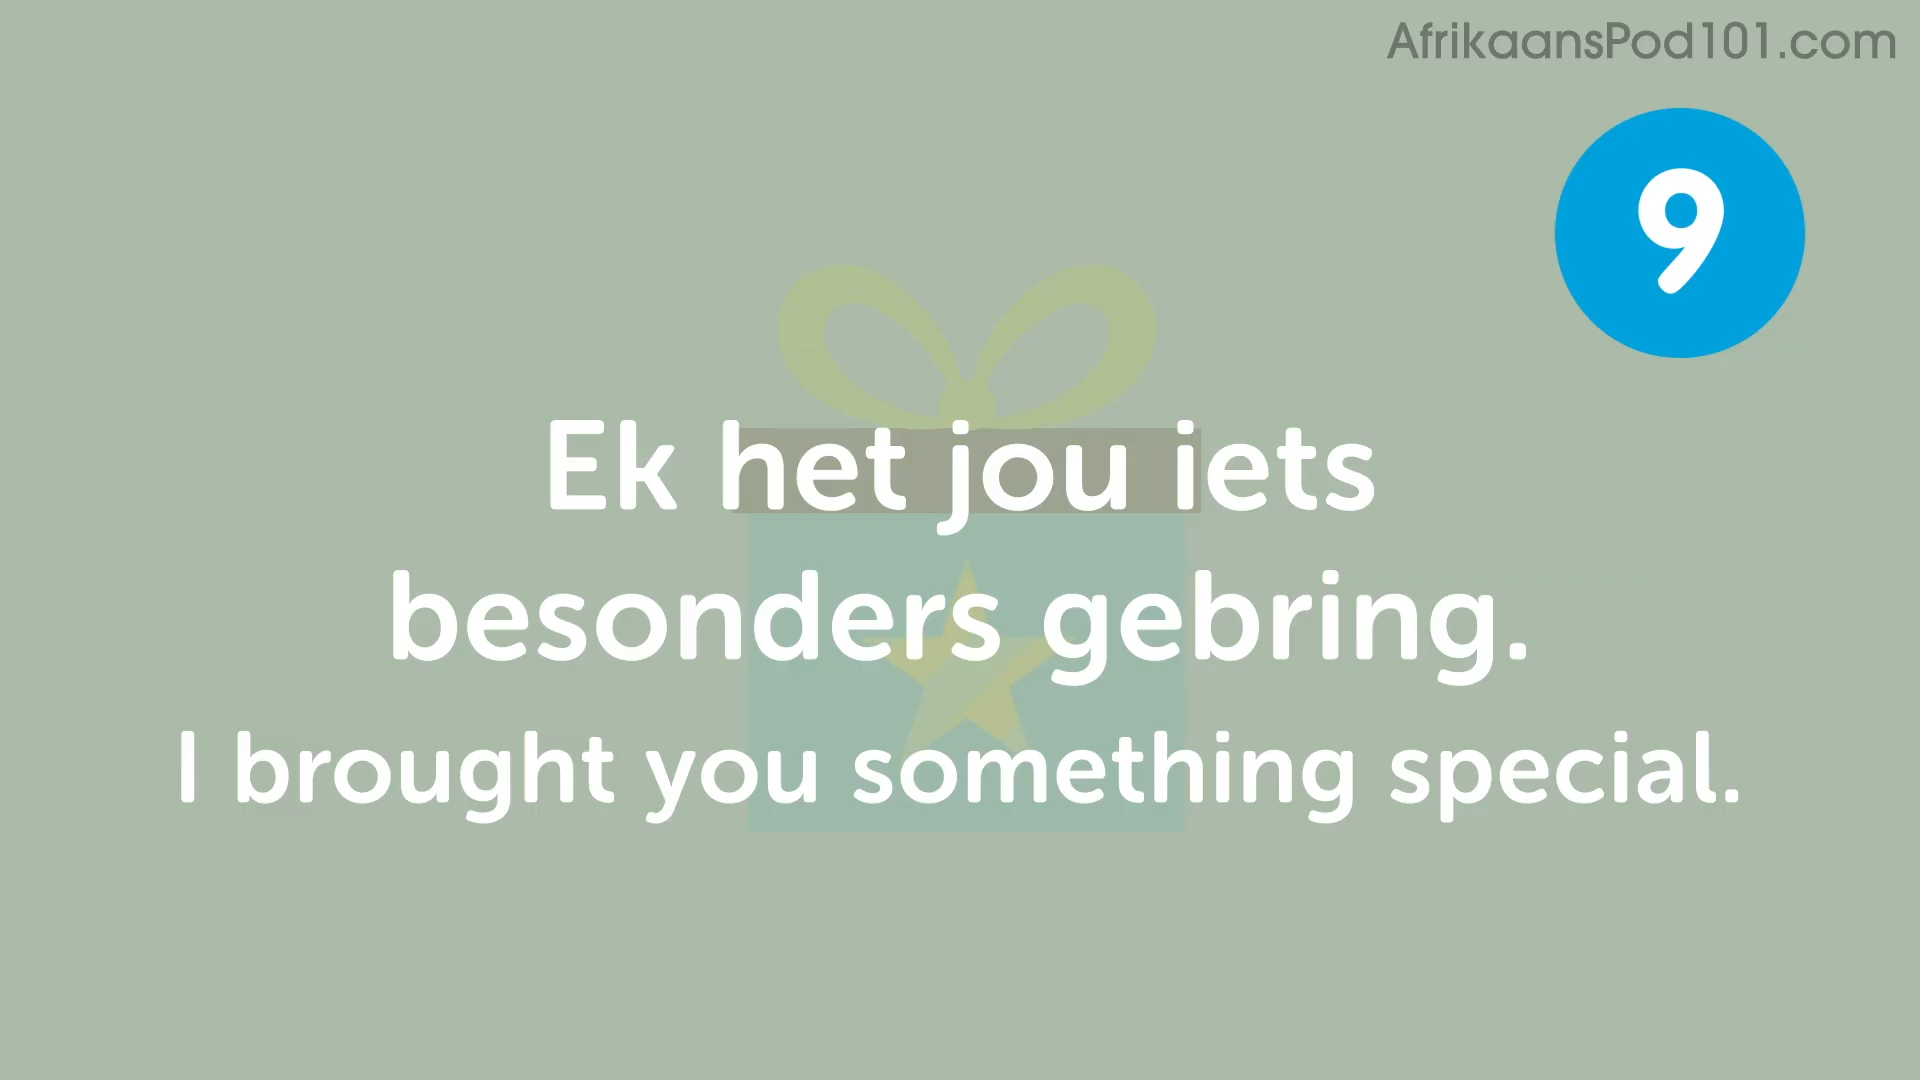 AfrikaansPod101.com
9
Ek het jou iets
besonders gebring.
I brought you something special.